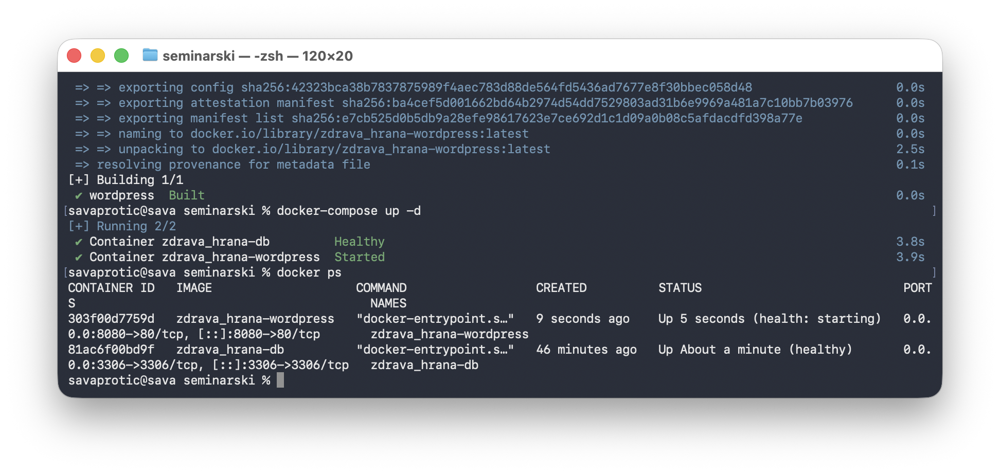 seminarski — -zsh — 120×20
=> => exporting config sha256:42323bca38b7837875989f4aec783d88de564fd5436ad7677e8f30bbec058d48 0.0s
=> => exporting attestation manifest sha256:ba4cef5d001662bd64b2974d54dd7529803ad31b6e9969a481a7c10bb7b03976 0.0s
=> => exporting manifest list sha256:e7cb525d0b5db9a28efe98617623e7ce692d1c1d09a0b08c5afdacdfd398a77e 0.0s
=> => naming to docker.io/library/zdrava_hrana-wordpress:latest 0.0s
=> => unpacking to docker.io/library/zdrava_hrana-wordpress:latest 2.5s
=> resolving provenance for metadata file 0.1s
[+] Building 1/1
✔ wordpress  Built 0.0s
[savaprotic@sava seminarski % docker-compose up -d ]
[+] Running 2/2
✔ Container zdrava_hrana-db         Healthy 3.8s
✔ Container zdrava_hrana-wordpress  Started 3.9s
[savaprotic@sava seminarski % docker ps ]
CONTAINER ID   IMAGE                    COMMAND                  CREATED          STATUS                            PORT
S                                         NAMES
303f00d7759d   zdrava_hrana-wordpress   "docker-entrypoint.s…"   9 seconds ago    Up 5 seconds (health: starting)   0.0.
0.0:8080->80/tcp, [::]:8080->80/tcp       zdrava_hrana-wordpress
81ac6f00bd9f   zdrava_hrana-db          "docker-entrypoint.s…"   46 minutes ago   Up About a minute (healthy)       0.0.
0.0:3306->3306/tcp, [::]:3306->3306/tcp   zdrava_hrana-db
savaprotic@sava seminarski %